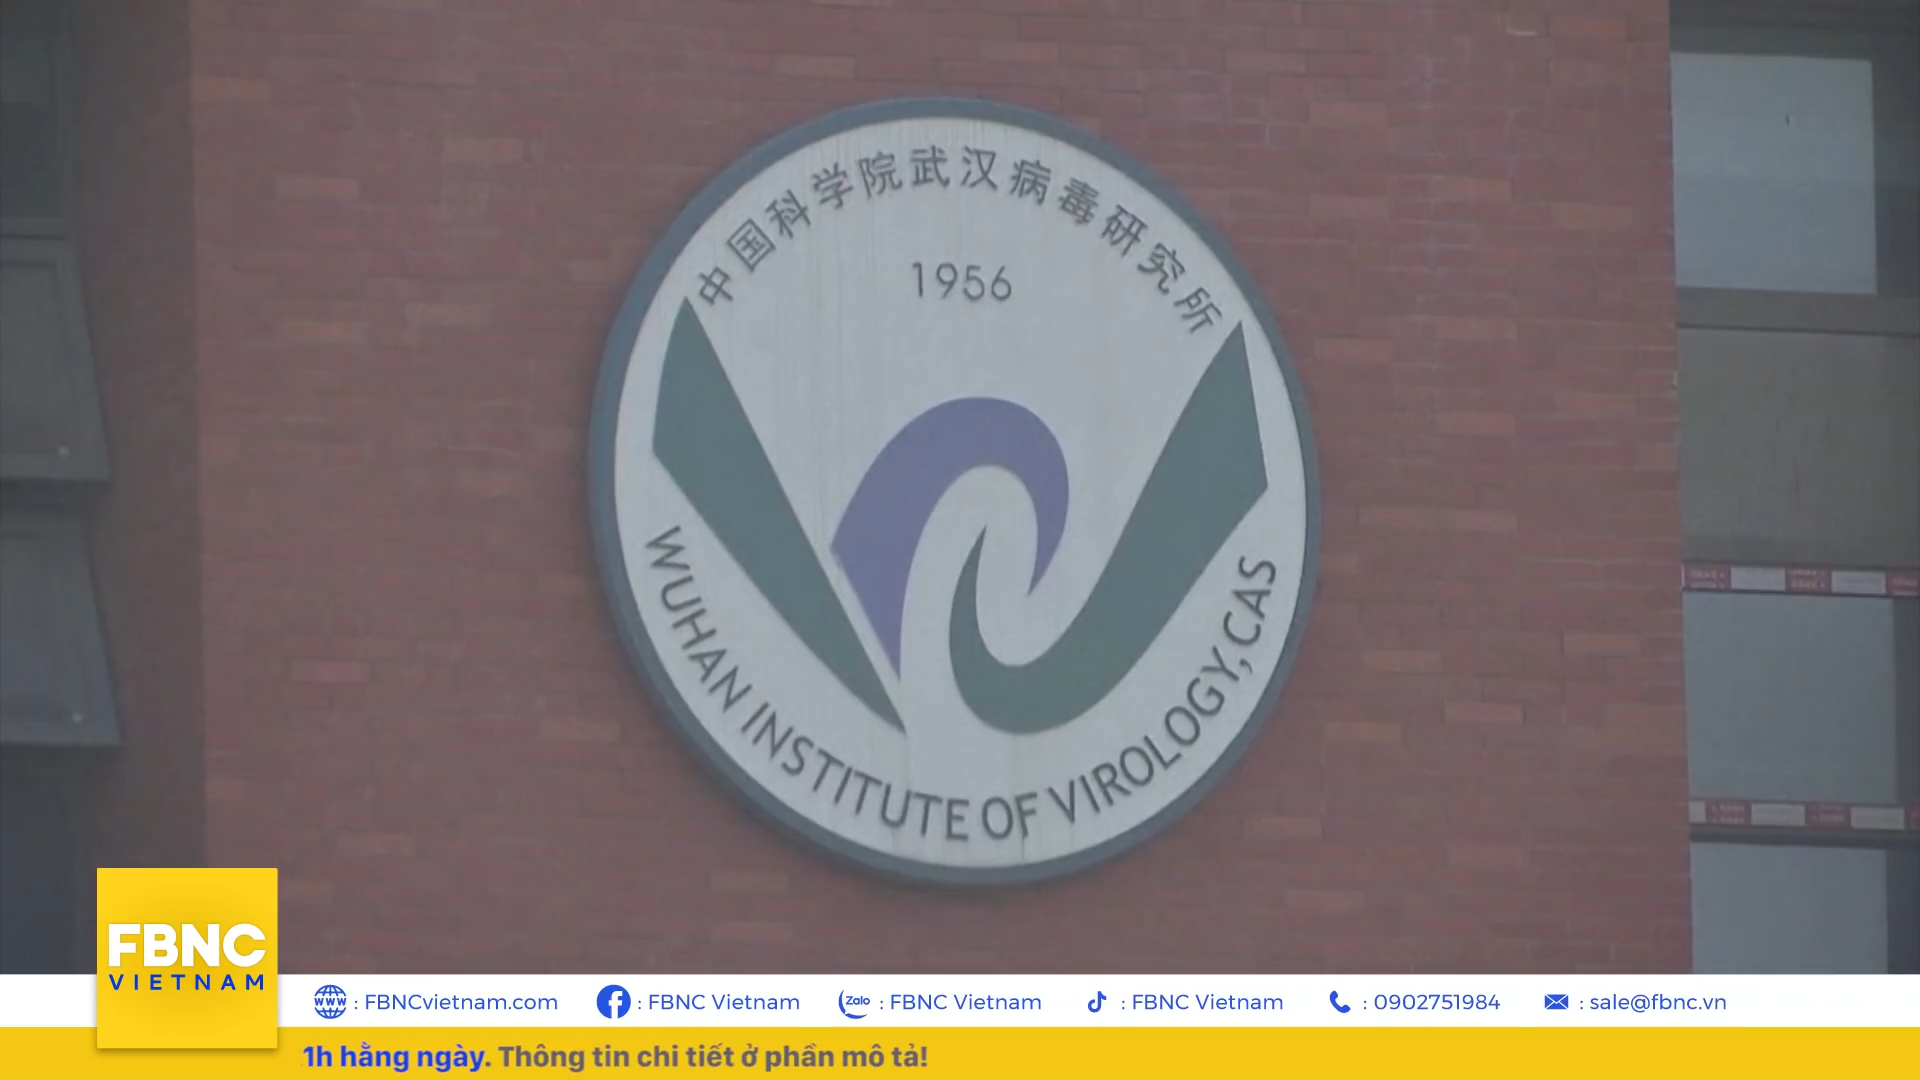 中国科学院武汉病毒研究所
1956
WUHAN INSTITUTE OF VIROLOGY, CAS
FBNC
VIETNAM
www : FBNCvietnam.com : FBNC Vietnam Zalo : FBNC Vietnam : FBNC Vietnam : 0902751984 : sale@fbnc.vn
1h hằng ngày. Thông tin chi tiết ở phần mô tả!